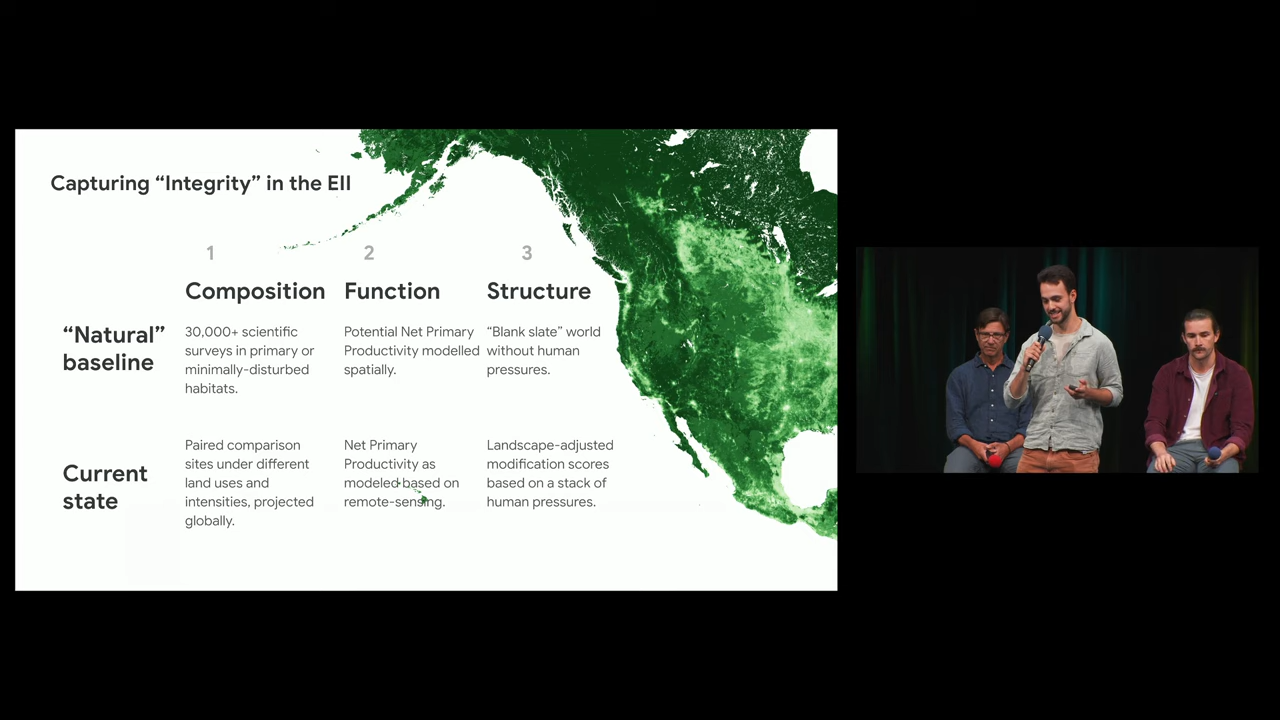 Capturing “Integrity” in the EII
1
2
3
Composition
Function
Structure
“Natural”
baseline
30,000+ scientific
surveys in primary or
minimally-disturbed
habitats.
Potential Net Primary
Productivity modelled
spatially.
“Blank slate” world
without human
pressures.
Current
state
Paired comparison
sites under different
land uses and
intensities, projected
globally.
Net Primary
Productivity as
modeled based on
remote-sensing.
Landscape-adjusted
modification scores
based on a stack of
human pressures.